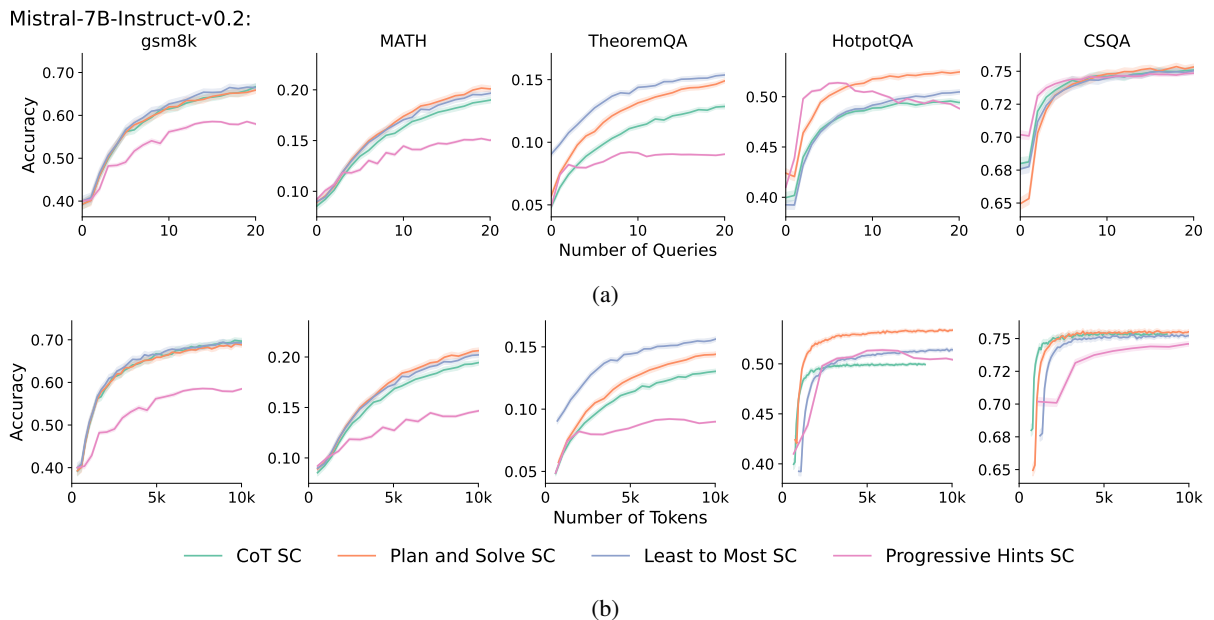 Mistral-7B-Instruct-v0.2:
gsm8k MATH TheoremQA HotpotQA CSQA
Accuracy
0.70 0.60 0.50 0.40
0.20 0.15 0.10
0.15 0.10 0.05
0.50 0.45 0.40
0.75 0.72 0.70 0.68 0.65
0 10 20 0 10 20 0 10 20 0 10 20 0 10 20
Number of Queries
(a)
Accuracy
0.70 0.60 0.50 0.40
0.20 0.15 0.10
0.15 0.10 0.05
0.50 0.45 0.40
0.75 0.72 0.70 0.68 0.65
0 5k 10k 0 5k 10k 0 5k 10k 0 5k 10k 0 5k 10k
Number of Tokens
CoT SC Plan and Solve SC Least to Most SC Progressive Hints SC
(b)